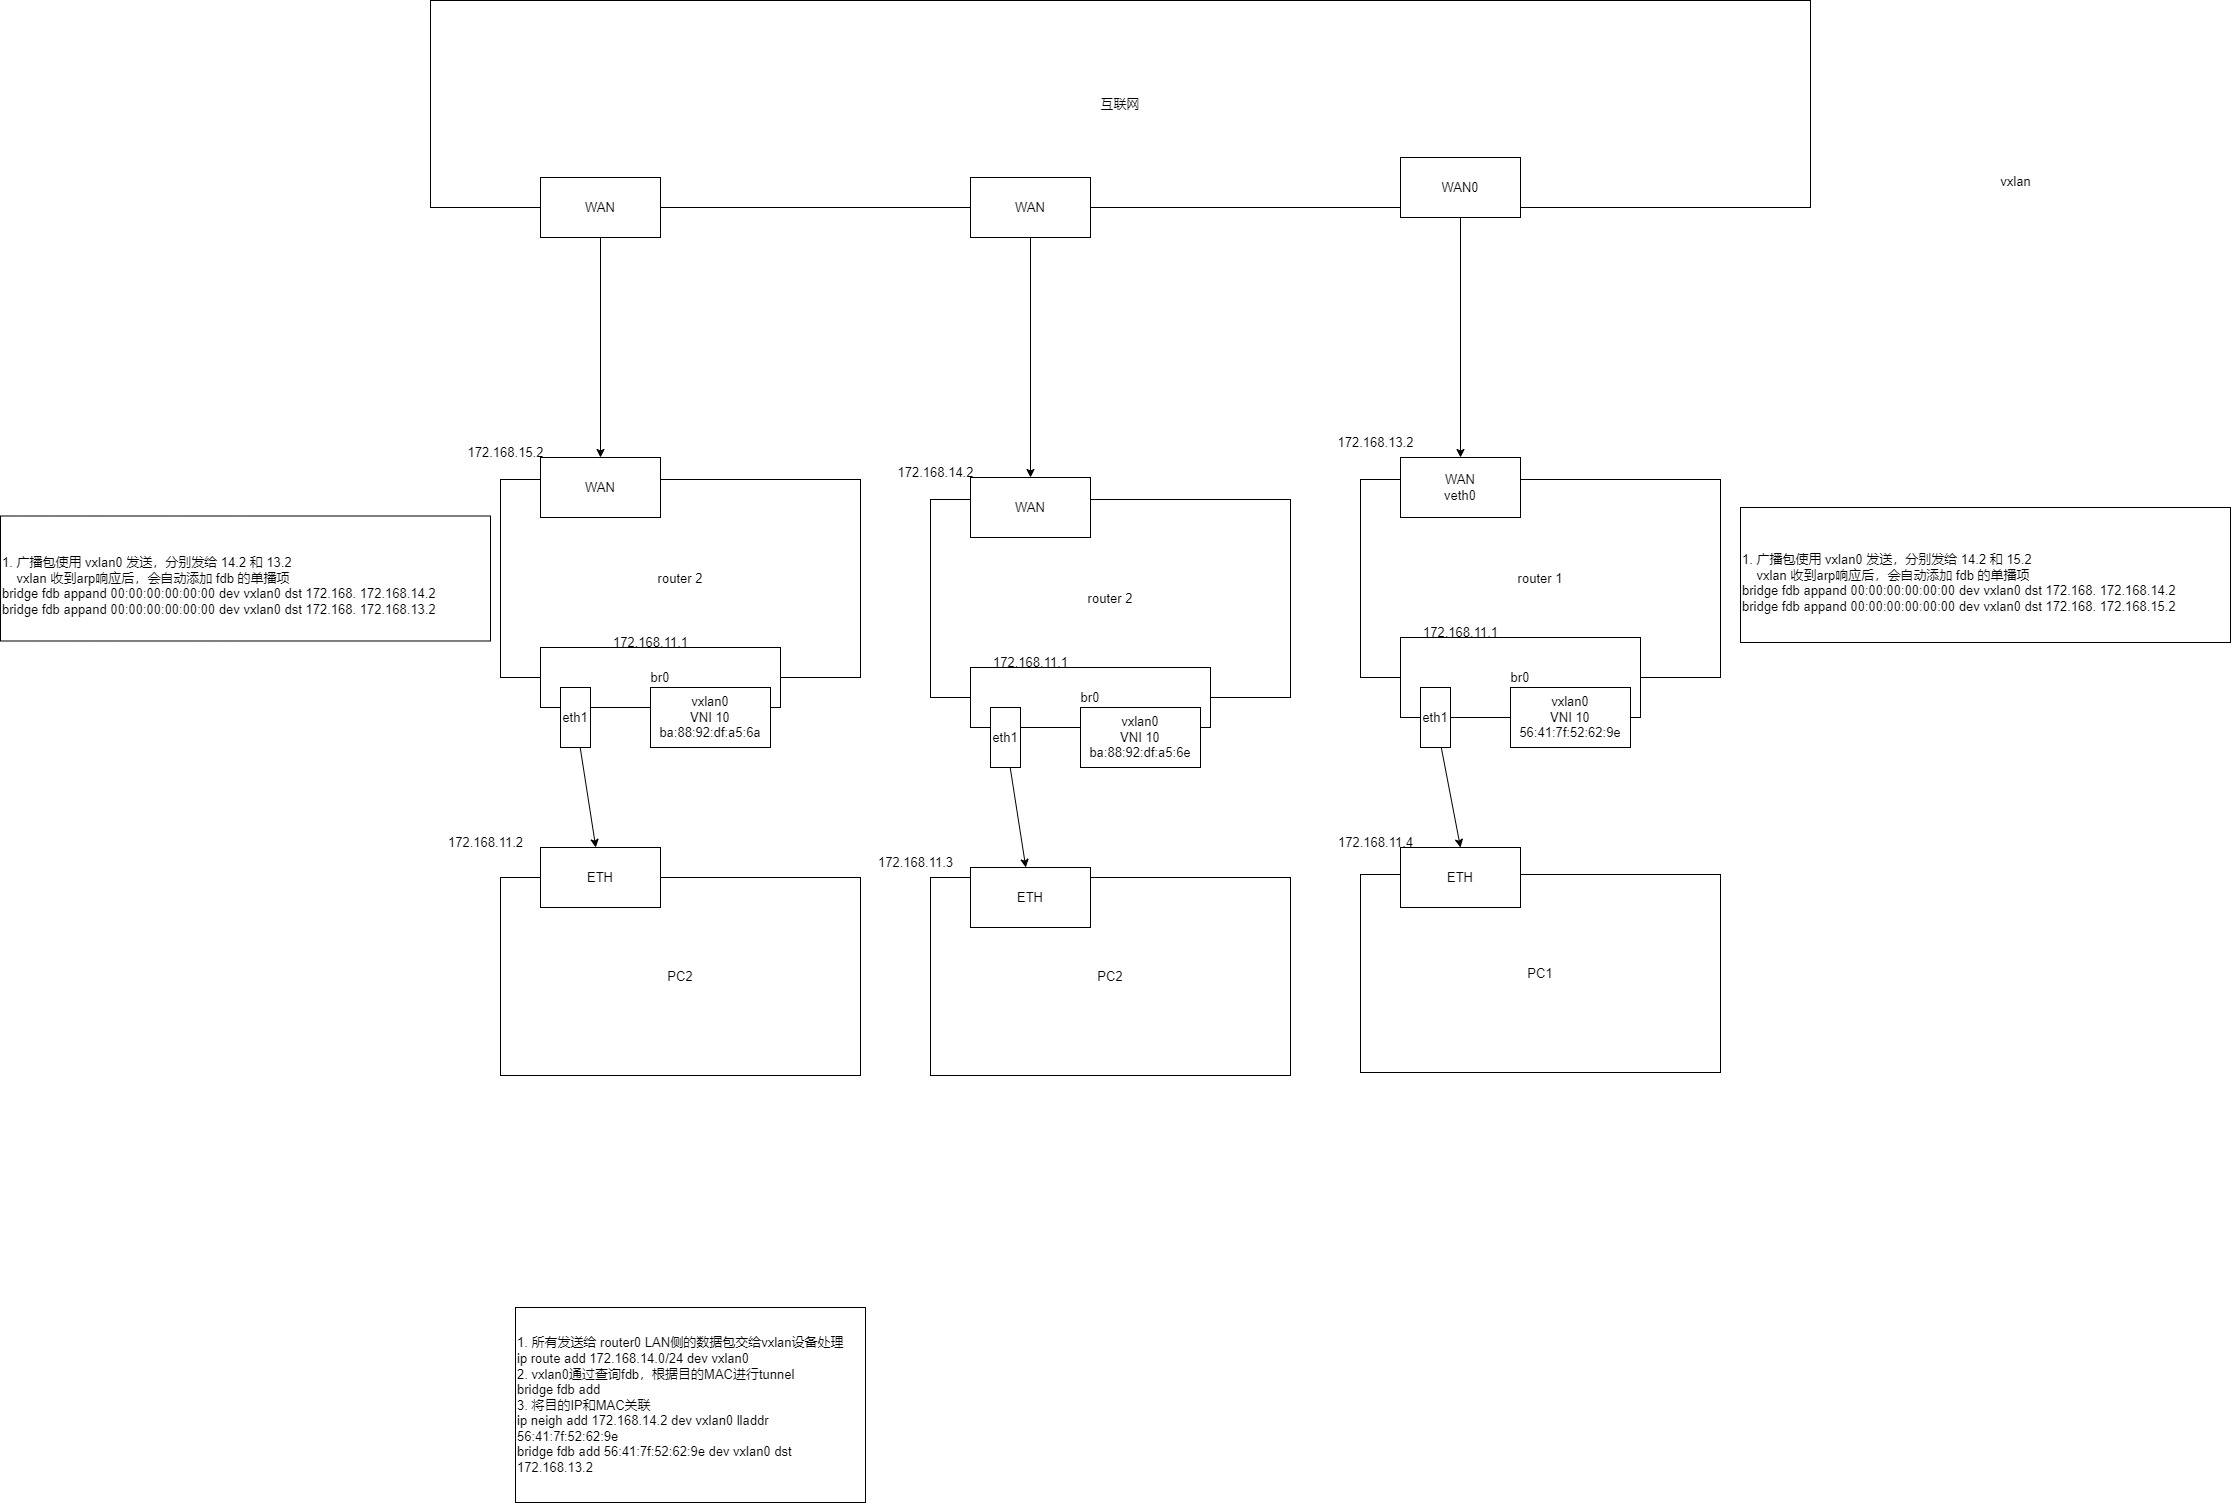 互联网
vxlan
WAN
WAN
WAN0
172.168.15.2
172.168.14.2
172.168.13.2
WAN
WAN
WAN
veth0
1. 广播包使用 vxlan0 发送，分别发给 14.2 和 13.2
vxlan 收到arp响应后，会自动添加 fdb 的单播项
bridge fdb appand 00:00:00:00:00:00 dev vxlan0 dst 172.168. 172.168.14.2
bridge fdb appand 00:00:00:00:00:00 dev vxlan0 dst 172.168. 172.168.13.2
router 2
router 2
router 1
1. 广播包使用 vxlan0 发送，分别发给 14.2 和 15.2
vxlan 收到arp响应后，会自动添加 fdb 的单播项
bridge fdb appand 00:00:00:00:00:00 dev vxlan0 dst 172.168. 172.168.14.2
bridge fdb appand 00:00:00:00:00:00 dev vxlan0 dst 172.168. 172.168.15.2
172.168.11.1
br0
eth1
vxlan0
VNI 10
ba:88:92:df:a5:6a
172.168.11.1
br0
eth1
vxlan0
VNI 10
ba:88:92:df:a5:6e
172.168.11.1
br0
eth1
vxlan0
VNI 10
56:41:7f:52:62:9e
172.168.11.2
ETH
PC2
172.168.11.3
ETH
PC2
172.168.11.4
ETH
PC1
1. 所有发送给 router0 LAN侧的数据包交给vxlan设备处理
ip route add 172.168.14.0/24 dev vxlan0
2. vxlan0通过查询fdb，根据目的MAC进行tunnel
bridge fdb add
3. 将目的IP和MAC关联
ip neigh add 172.168.14.2 dev vxlan0 lladdr
56:41:7f:52:62:9e
bridge fdb add 56:41:7f:52:62:9e dev vxlan0 dst
172.168.13.2